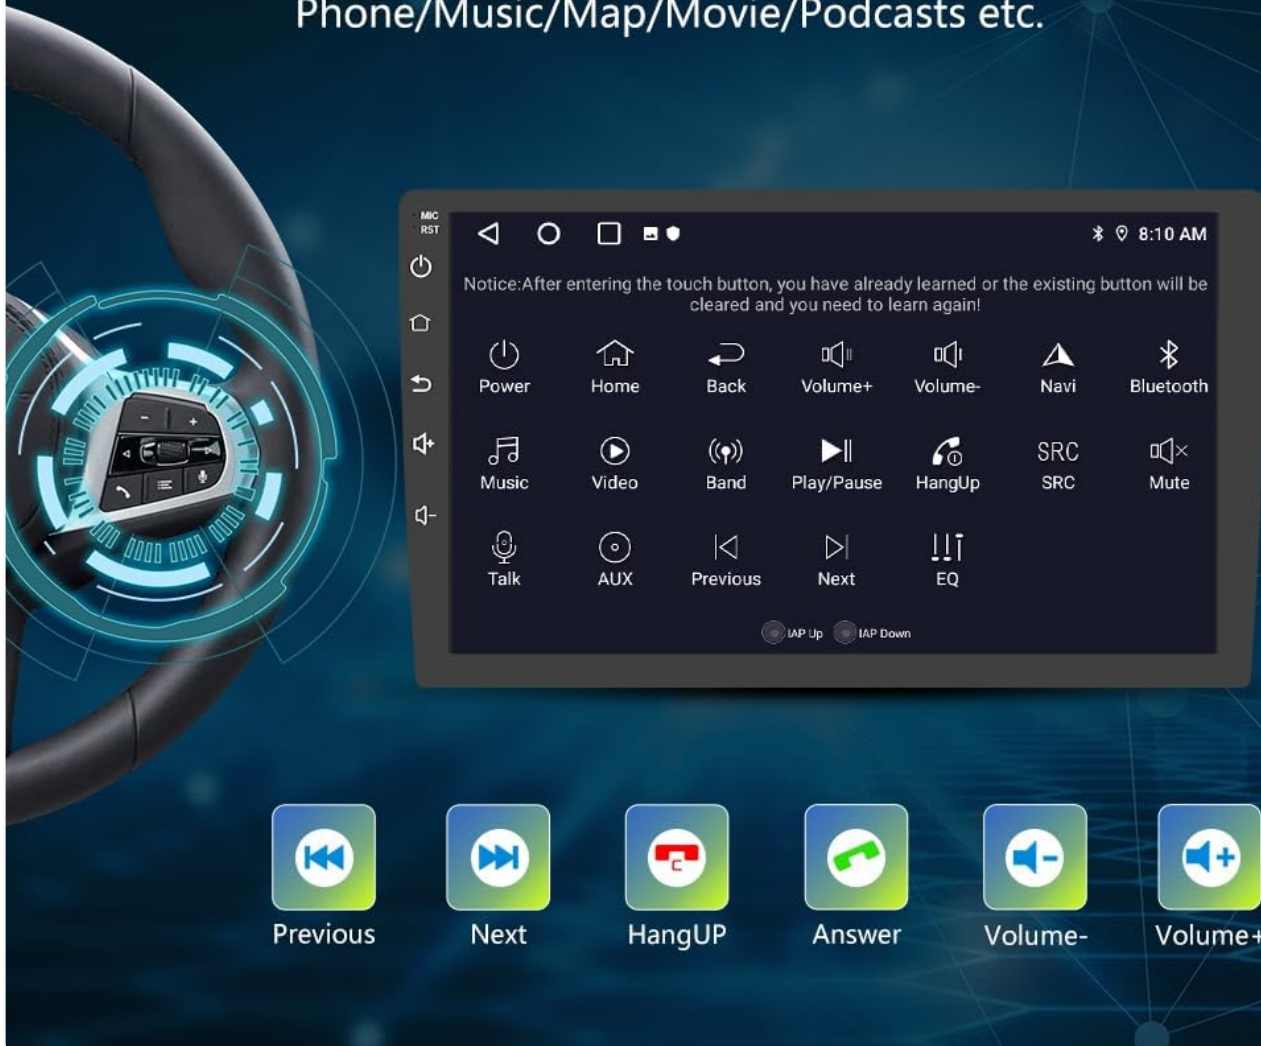 Phone/Music/Map/Movie/Podcasts etc.
MIC
RST
8:10 AM
Notice:After entering the touch button, you have already learned or the existing button will be
cleared and you need to learn again!
Power Home Back Volume+ Volume- Navi Bluetooth
SRC
Music Video Band Play/Pause HangUp SRC Mute
Talk AUX Previous Next EQ
IAP Up IAP Down
C
Previous Next HangUP Answer Volume- Volume+